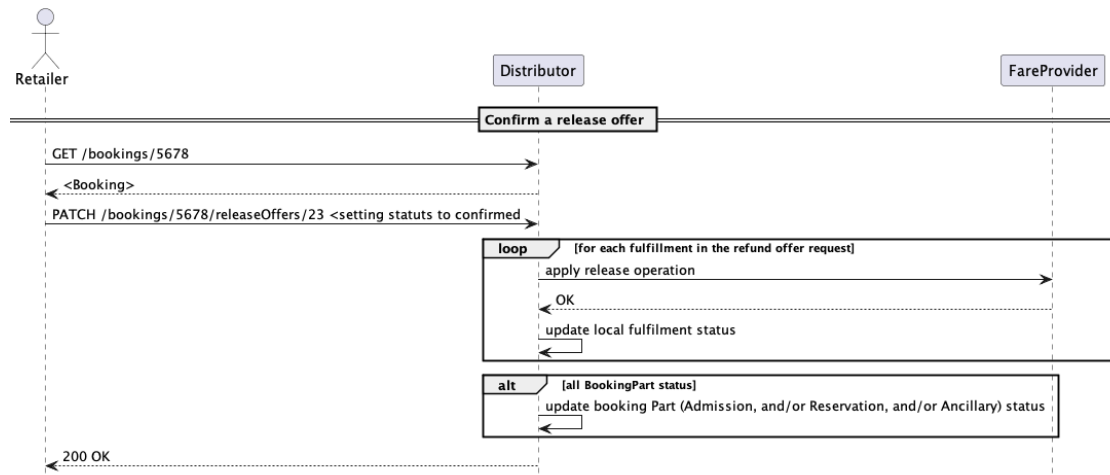 Retailer
Distributor
FareProvider
Confirm a release offer
GET /bookings/5678
<Booking>
PATCH /bookings/5678/releaseOffers/23 <setting statuts to confirmed
loop [for each fulfillment in the refund offer request]
apply release operation
OK
update local fulfilment status
alt [all BookingPart status]
update booking Part (Admission, and/or Reservation, and/or Ancillary) status
200 OK